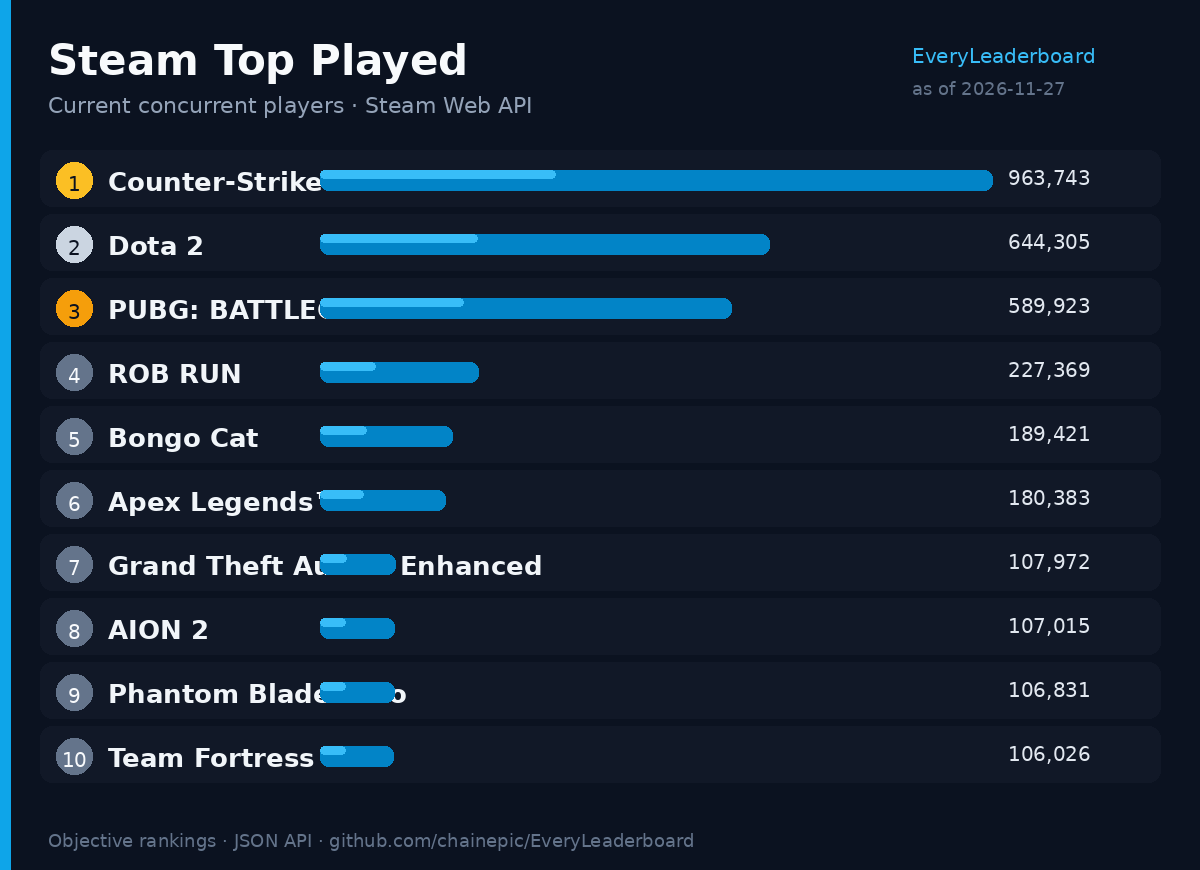 Steam Top Played
EveryLeaderboard
Current concurrent players · Steam Web API
as of 2026-11-27
1 Counter-Strike 963,743
2 Dota 2 644,305
3 PUBG: 589,923
4 ROB RUN 227,369
5 Bongo Cat 189,421
6 Apex Legends 180,383
7 Grand Theft Enhanced 107,972
8 AION 2 107,015
9 Phantom 106,831
10 Team Fortress 106,026
Objective rankings · JSON API · github.com/chainepic/EveryLeaderboard